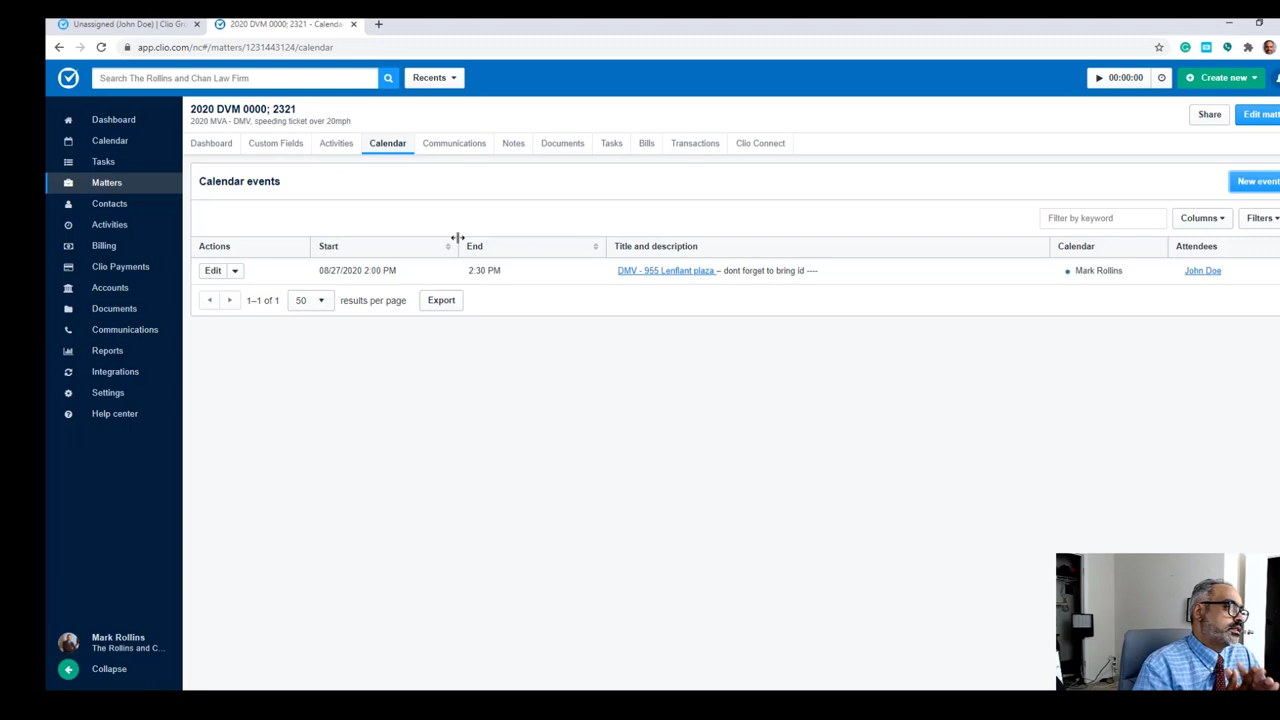 Unassigned (John Doe) | Clio Gr
2020 DVM 0000; 2321 - Calenda
app.clio.com/nc#/matters/1231443124/calendar
Search The Rollins and Chan Law Firm
Recents
00:00:00
Create new
Dashboard
Calendar
Tasks
Matters
Contacts
Activities
Billing
Clio Payments
Accounts
Documents
Communications
Reports
Integrations
Settings
Help center
Mark Rollins
The Rollins and C...
Collapse
2020 DVM 0000; 2321
2020 MVA - DMV, speeding ticket over 20mph
Share
Edit matt
Dashboard Custom Fields Activities Calendar Communications Notes Documents Tasks Bills Transactions Clio Connect
Calendar events
New event
Filter by keyword
Columns
Filters
Actions Start End Title and description Calendar Attendees
Edit 08/27/2020 2:00 PM 2:30 PM DMV - 955 Lenflant plaza – dont forget to bring id ---- Mark Rollins John Doe
1–1 of 1 50 results per page Export